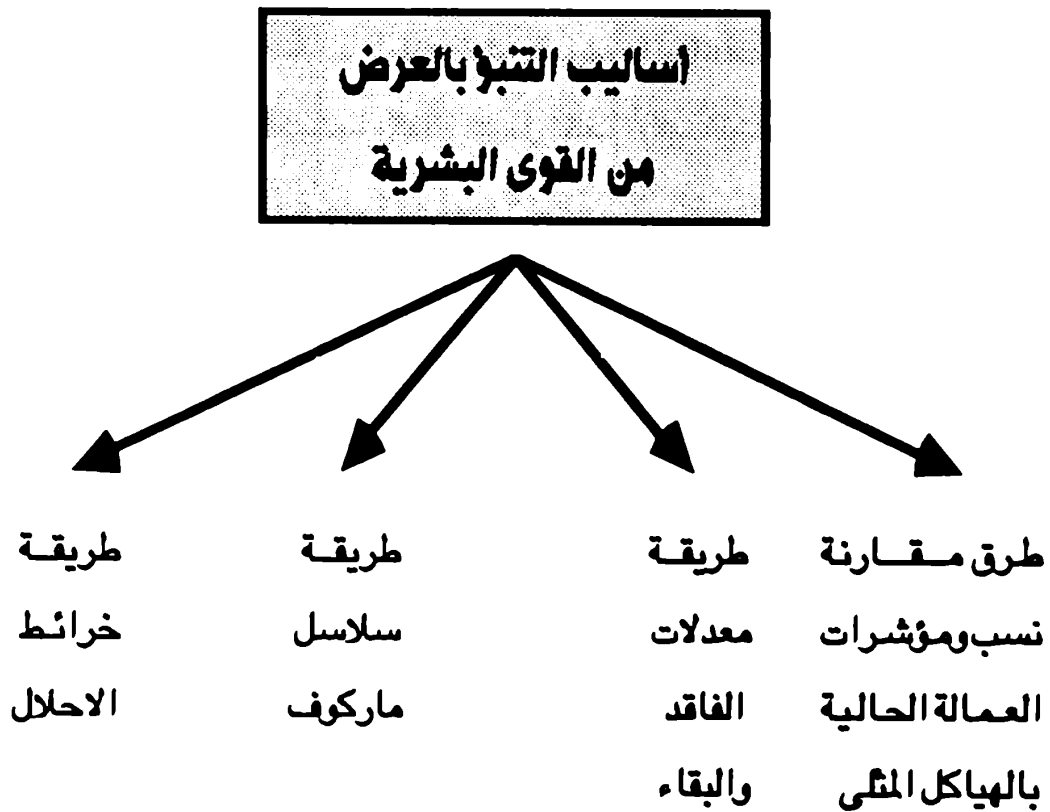 أساليب التنبؤ بالعرض
من القوى البشرية
طرق مقارنة
نسب ومؤشرات
العمالة الحالية
بالهياكل المثلى
طريقة
معدلات
الفاقد
والبقاء
طريقة
سلاسل
ماركوف
طريقة
خرائط
الاحلال